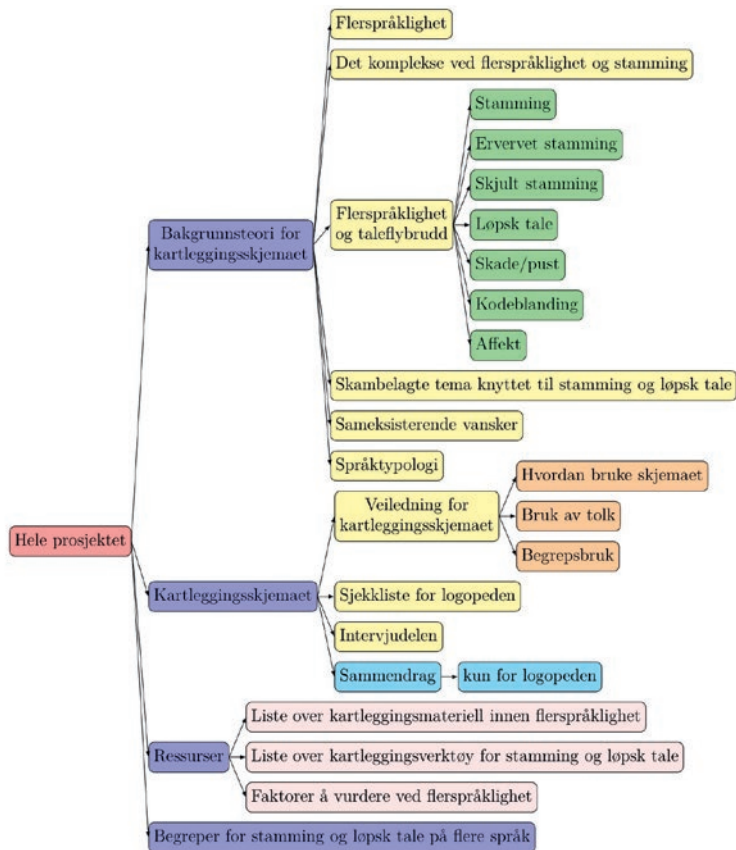 Flerspråklighet
Det komplekse ved flerspråklighet og stamming
Stamming
Ervervet stamming
Skjult stamming
Flerspråklighet
og taleflybrudd
Løpsk tale
Skade/pust
Kodeblanding
Affekt
Bakgrunnsteori for
kartleggingsskjemaet
Skambelagte tema knyttet til stamming og løpsk tale
Sameksisterende vansker
Språktypologi
Hele prosjektet
Kartleggingsskjemaet
Veiledning for
kartleggingsskjemaet
Hvordan bruke skjemaet
Bruk av tolk
Begrepsbruk
Sjekkliste for logopeden
Intervjudelen
Sammendrag
kun for logopeden
Ressurser
Liste over kartleggingsmateriell innen flerspråklighet
Liste over kartleggingsverktøy for stamming og løpsk tale
Faktorer å vurdere ved flerspråklighet
Begreper for stamming og løpsk tale på flere språk